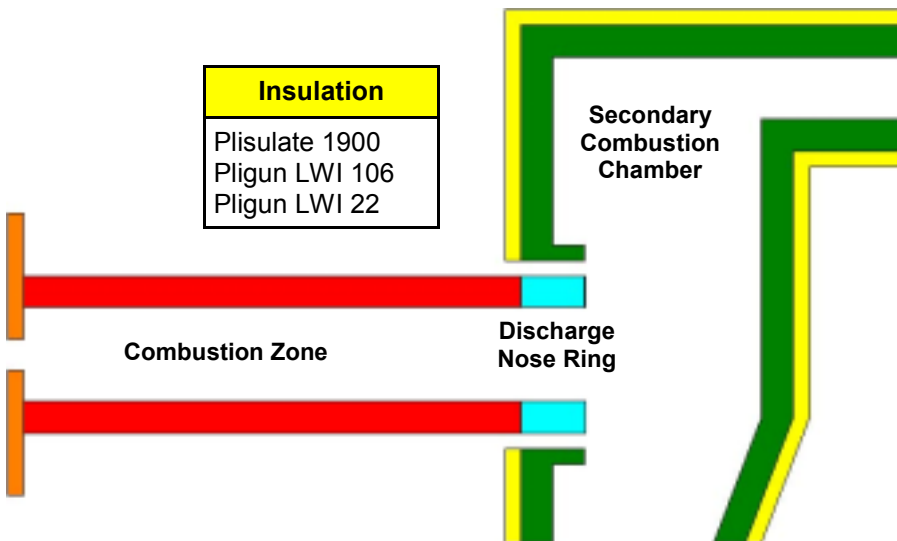 Insulation
Plisulate 1900
Pligun LWI 106
Pligun LWI 22
Secondary
Combustion
Chamber
Combustion Zone
Discharge
Nose Ring